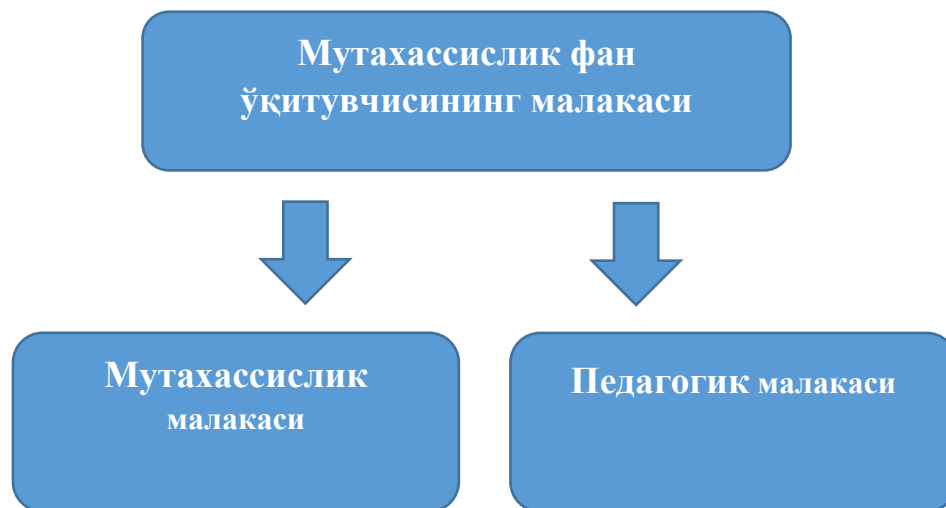 Мутахассислик фан
ўқитувчисининг малакаси
Мутахассислик
малакаси
Педагогик малакаси